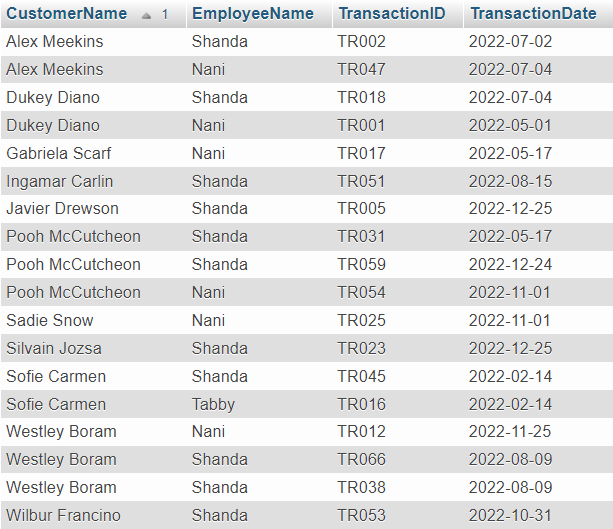 CustomerName 1 EmployeeName TransactionID TransactionDate
Alex Meekins Shanda TR002 2022-07-02
Alex Meekins Nani TR047 2022-07-04
Dukey Diano Shanda TR018 2022-07-04
Dukey Diano Nani TR001 2022-05-01
Gabriela Scarf Nani TR017 2022-05-17
Ingamar Carlin Shanda TR051 2022-08-15
Javier Drewson Shanda TR005 2022-12-25
Pooh McCutcheon Shanda TR031 2022-05-17
Pooh McCutcheon Shanda TR059 2022-12-24
Pooh McCutcheon Nani TR054 2022-11-01
Sadie Snow Nani TR025 2022-11-01
Silvain Jozsa Shanda TR023 2022-12-25
Sofie Carmen Shanda TR045 2022-02-14
Sofie Carmen Tabby TR016 2022-02-14
Westley Boram Nani TR012 2022-11-25
Westley Boram Shanda TR066 2022-08-09
Westley Boram Shanda TR038 2022-08-09
Wilbur Francino Shanda TR053 2022-10-31